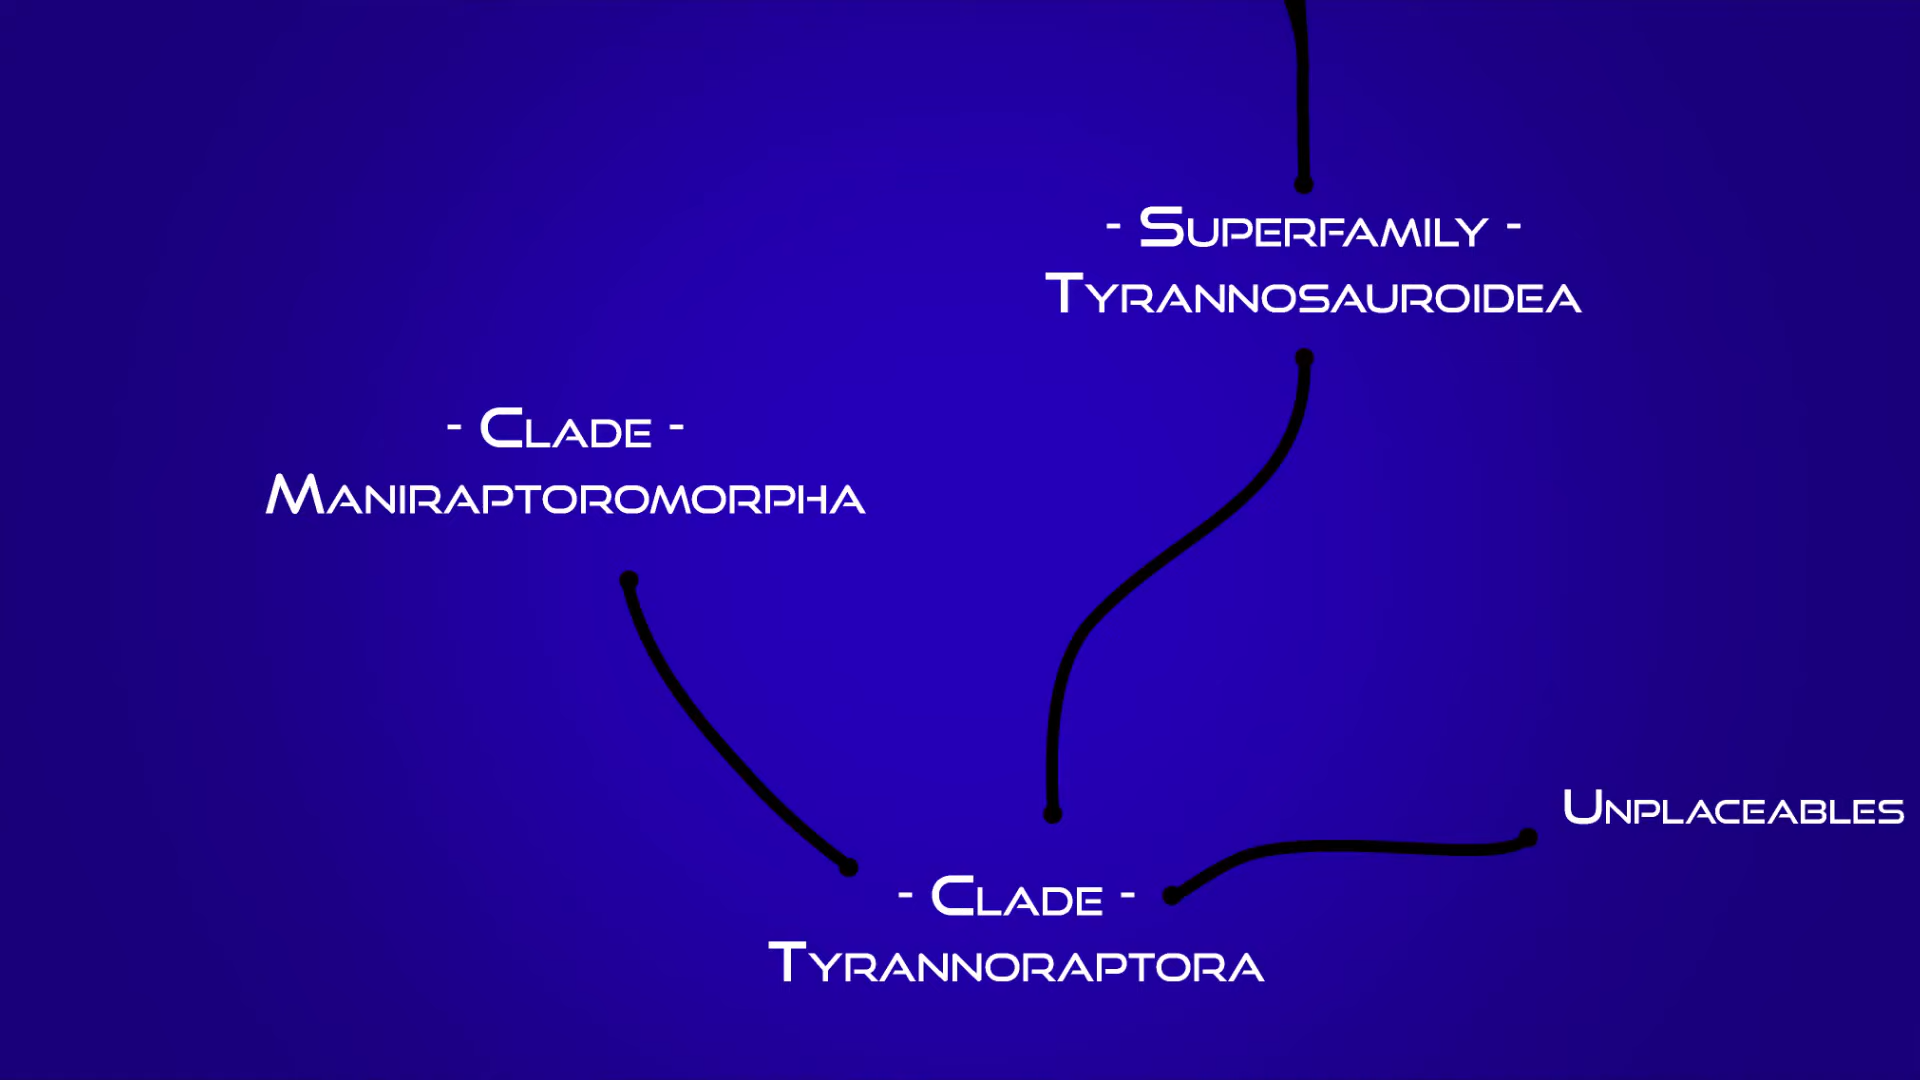 - Superfamily -
Tyrannosauroidea
- Clade -
Maniraptoromorpha
Unplaceables
- Clade -
Tyrannoraptora